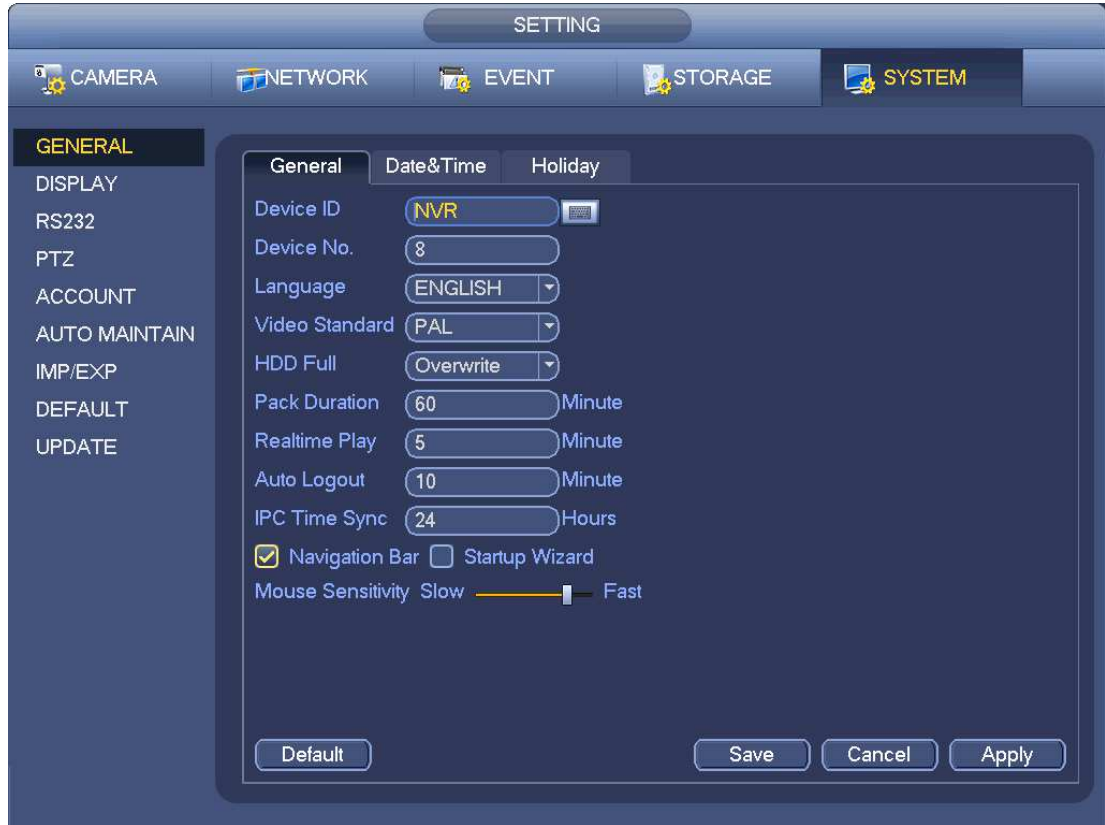 SETTING
CAMERA NETWORK EVENT STORAGE SYSTEM
GENERAL
DISPLAY
RS232
PTZ
ACCOUNT
AUTO MAINTAIN
IMP/EXP
DEFAULT
UPDATE
General Date&Time Holiday
Device ID NVR
Device No. 8
Language ENGLISH
Video Standard PAL
HDD Full Overwrite
Pack Duration 60 Minute
Realtime Play 5 Minute
Auto Logout 10 Minute
IPC Time Sync 24 Hours
Navigation Bar Startup Wizard
Mouse Sensitivity Slow Fast
Default Save Cancel Apply